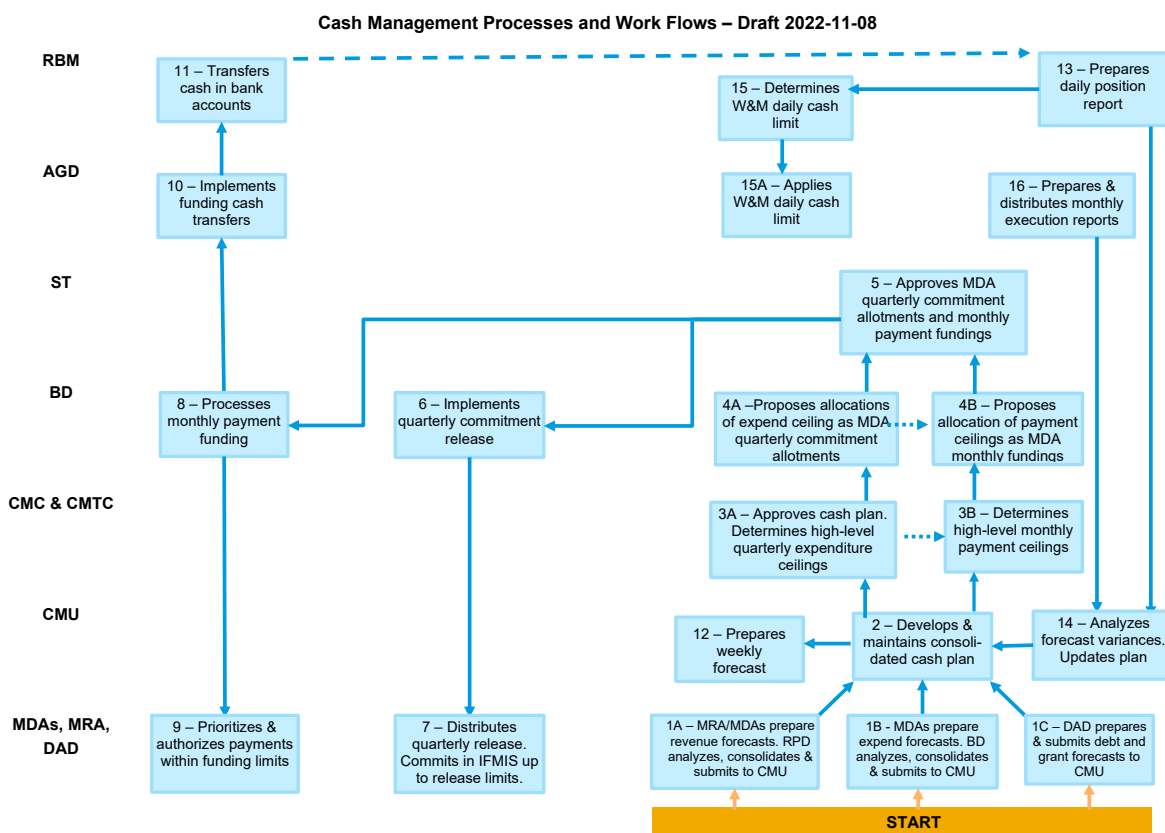 Cash Management Processes and Work Flows – Draft 2022-11-08
RBM
11 – Transfers
cash in bank
accounts
15 – Determines
W&M daily cash
limit
13 – Prepares
daily position
report
AGD
10 – Implements
funding cash
transfers
15A – Applies
W&M daily cash
limit
16 – Prepares &
distributes monthly
execution reports
ST
5 – Approves MDA
quarterly commitment
allotments and monthly
payment fundings
BD
8 – Processes
monthly payment
funding
6 – Implements
quarterly commitment
release
4A –Proposes allocations
of expend ceiling as MDA
quarterly commitment
allotments
4B – Proposes
allocation of payment
ceilings as MDA
monthly fundings
CMC & CMTC
3A – Approves cash plan.
Determines high-level
quarterly expenditure
ceilings
3B – Determines
high-level monthly
payment ceilings
CMU
12 – Prepares
weekly
forecast
2 – Develops &
maintains consoli-
dated cash plan
14 – Analyzes
forecast variances.
Updates plan
MDAs, MRA,
DAD
9 – Prioritizes &
authorizes payments
within funding limits
7 – Distributes
quarterly release.
Commits in IFMIS up
to release limits.
1A – MRA/MDAs prepare
revenue forecasts. RPD
analyzes, consolidates &
submits to CMU
1B - MDAs prepare
expend forecasts. BD
analyzes, consolidates
& submits to CMU
1C – DAD prepares
& submits debt and
grant forecasts to
CMU
START